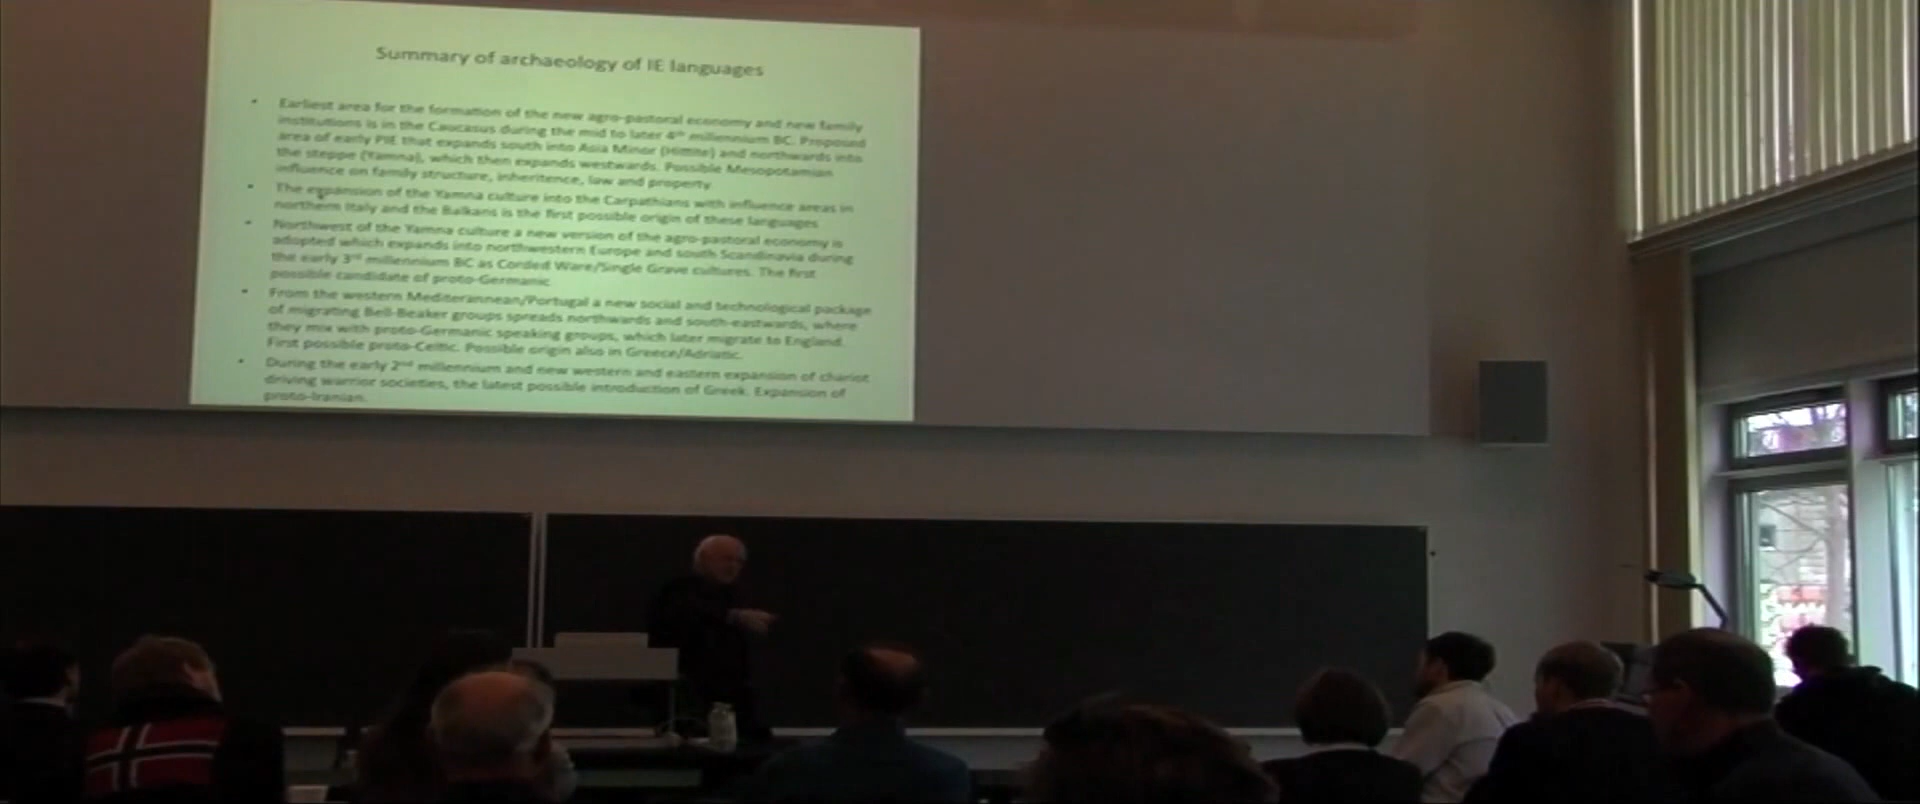 Summary of archaeology of IE languages
• Earliest area for the formation of the new agro-pastoral economy and new family
institutions is in the Caucasus during the mid to later 4th millennium BC. Proposed
area of early PIE that expands south into Asia Minor (Hittite) and northwards into
the steppe (Yamna), which then expands westwards. Possible Mesopotamian
influence on family structure, inheritence, law and property
• The expansion of the Yamna culture into the Carpathians with influence areas in
northern Italy and the Balkans is the first possible origin of these languages
• Northwest of the Yamna culture a new version of the agro-pastoral economy is
adopted which expands into northwestern Europe and south Scandinavia during
the early 3rd millennium BC as Corded Ware/Single Grave cultures. The first
possible candidate of proto-Germanic
• From the western Mediterannean/Portugal a new social and technological package
of migrating Bell-Beaker groups spreads northwards and south-eastwards, where
they mix with proto-Germanic speaking groups, which later migrate to England.
First possible proto-Celtic. Possible origin also in Greece/Adriatic.
• During the early 2nd millennium and new western and eastern expansion of chariot
driving warrior societies, the latest possible introduction of Greek. Expansion of
proto-Iranian.